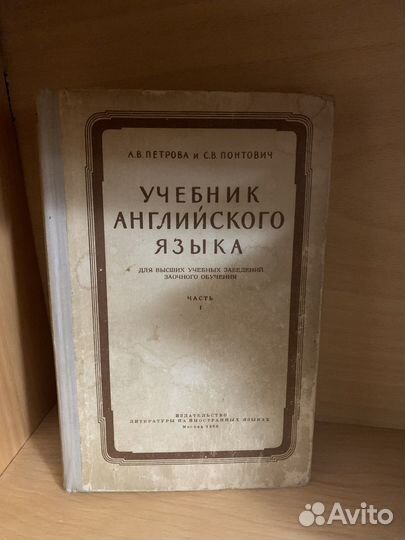 А.В. ПЕТРОВА и С.В. ПОНТОВИЧ
УЧЕБНИК
АНГЛИЙСКОГО
ЯЗЫКА
ДЛЯ ВЫСШИХ УЧЕБНЫХ ЗАВЕДЕНИЙ
ЗАОЧНОГО ОБУЧЕНИЯ
ЧАСТЬ
I
ИЗДАТЕЛЬСТВО
ЛИТЕРАТУРЫ НА ИНОСТРАННЫХ ЯЗЫКАХ
Москва
Avito